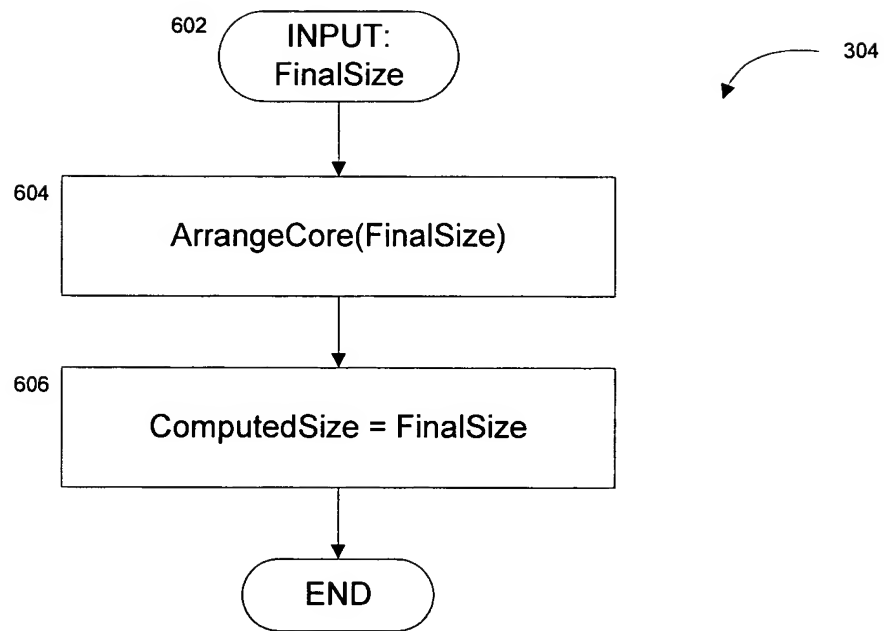 602
INPUT:
FinalSize
304
604
ArrangeCore(FinalSize)
606
ComputedSize = FinalSize
END